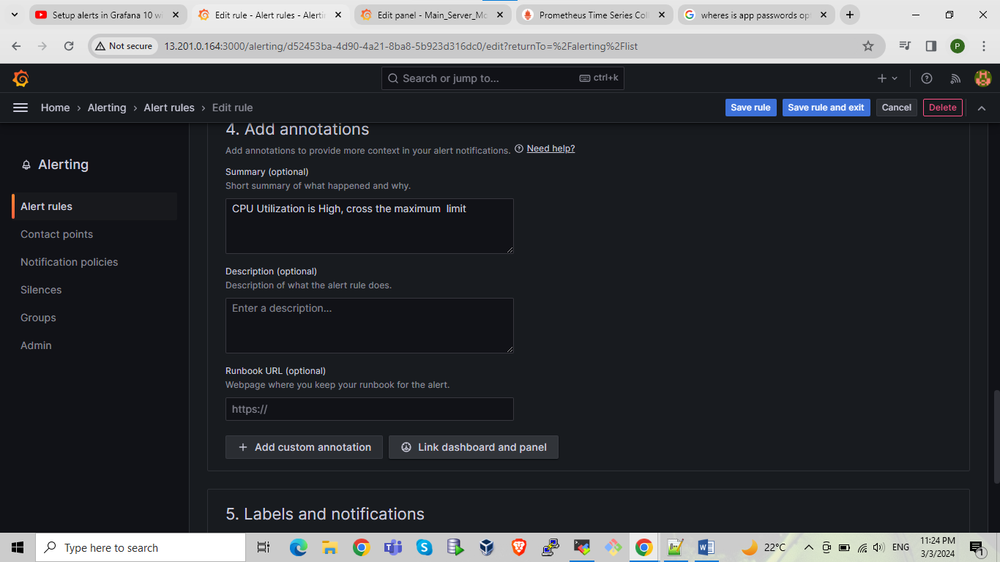 Setup alerts in Grafana 10 wi
Edit rule - Alert rules - Alertin
Edit panel - Main_Server_Mo
Prometheus Time Series Coll
wheres is app passwords opt
Not secure
13.201.0.164:3000/alerting/d52453ba-4d90-4a21-8ba8-5b923d316dc0/edit?returnTo=%2Falerting%2Flist
P
Search or jump to...
ctrl+k
Home › Alerting › Alert rules › Edit rule
Save rule
Save rule and exit
Cancel
Delete
Alerting
Alert rules
Contact points
Notification policies
Silences
Groups
Admin
4. Add annotations
Add annotations to provide more context in your alert notifications. Need help?
Summary (optional)
Short summary of what happened and why.
CPU Utilization is High, cross the maximum  limit
Description (optional)
Description of what the alert rule does.
Enter a description...
Runbook URL (optional)
Webpage where you keep your runbook for the alert.
https://
+ Add custom annotation
Link dashboard and panel
5. Labels and notifications
Type here to search
22°C
ENG
11:24 PM
3/3/2024
1